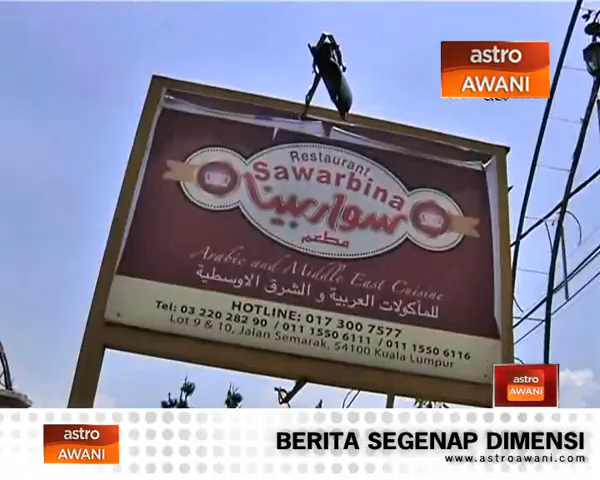 astro
AWANI
Restaurant
Sawarbina
سواربينا
مطعم
Arabic and Middle East Cuisine
للمأكولات العربية و الشرق الاوسطية
HOTLINE: 017 300 7577
Tel: 03 220 282 90 / 011 1550 6111 / 011 1550 6116
Lot 9 & 10, Jalan Semarak, 54100 Kuala Lumpur
astro
AWANI
astro
AWANI
BERITA SEGENAP DIMENSI
www.astroawani.com